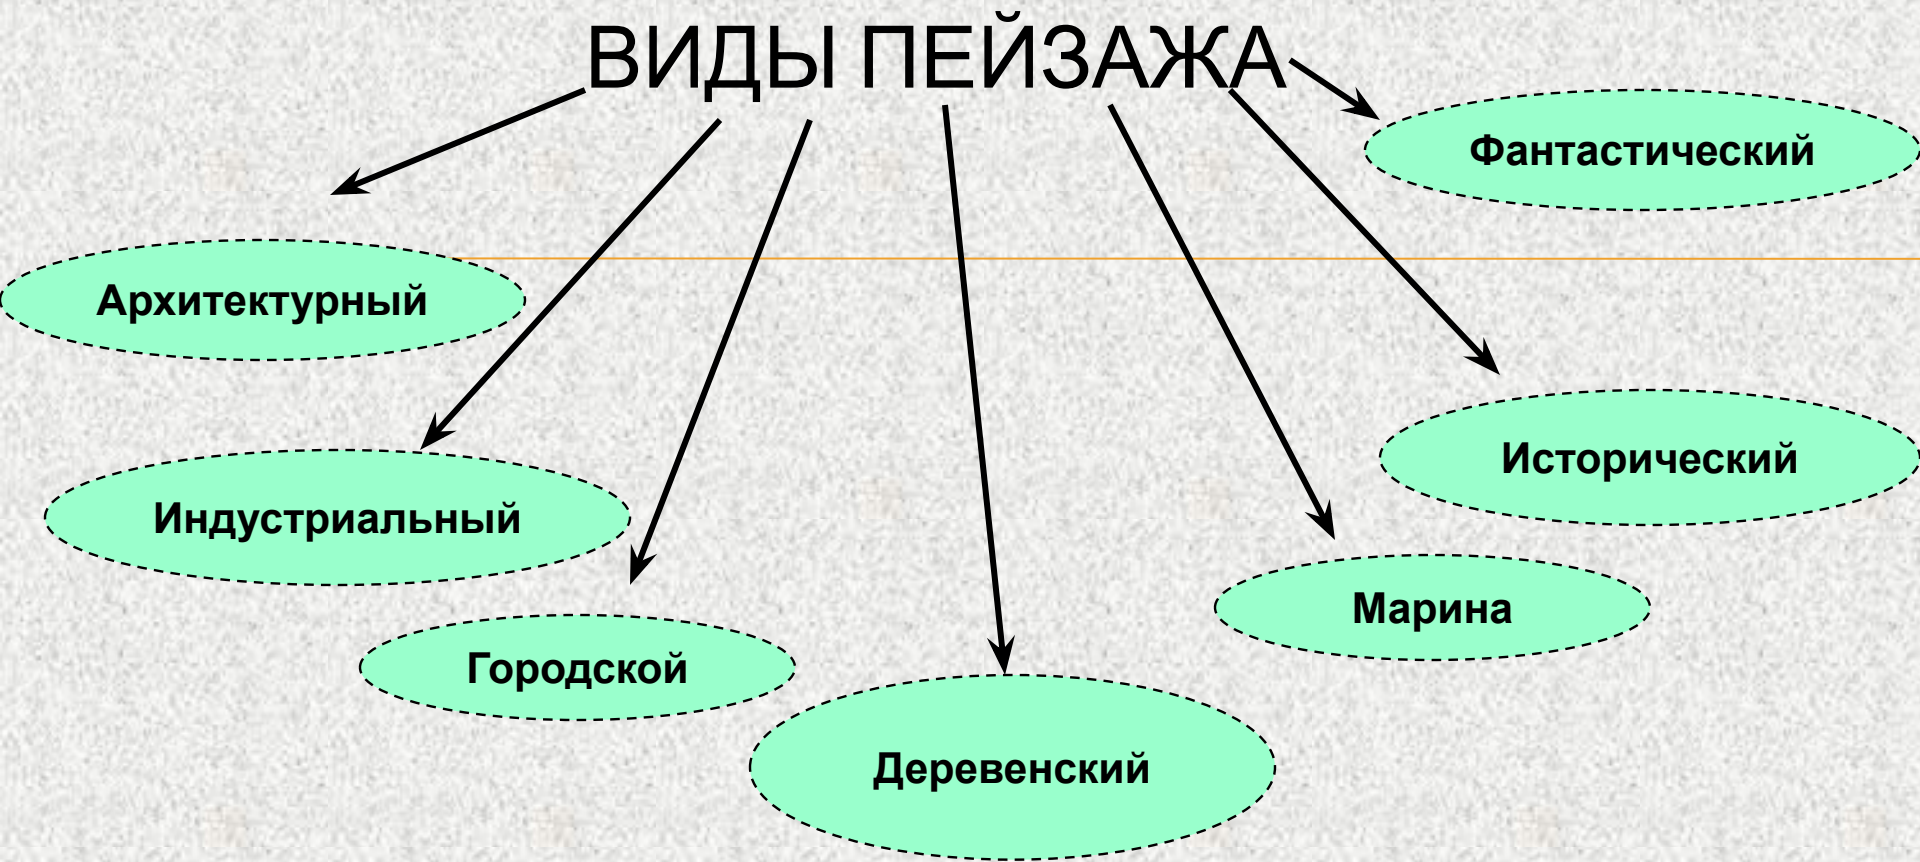 ВИДЫ ПЕЙЗАЖА
Фантастический
Архитектурный
Исторический
Индустриальный
Марина
Городской
Деревенский